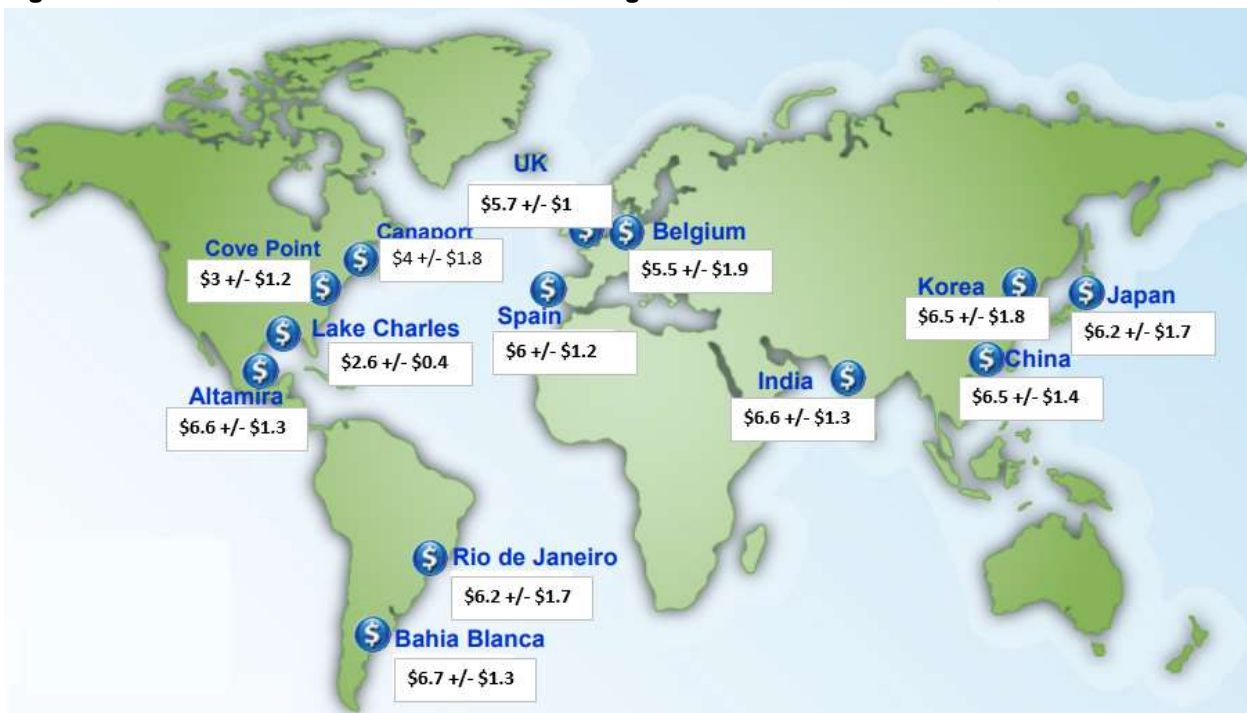 UK
$5.7 +/- $1
Canaport
$4 +/- $1.8
Cove Point
$3 +/- $1.2
Belgium
$5.5 +/- $1.9
Lake Charles
$2.6 +/- $0.4
Spain
$6 +/- $1.2
Korea
$6.5 +/- $1.8
Japan
$6.2 +/- $1.7
China
$6.5 +/- $1.4
India
$6.6 +/- $1.3
Altamira
$6.6 +/- $1.3
Rio de Janeiro
$6.2 +/- $1.7
Bahia Blanca
$6.7 +/- $1.3